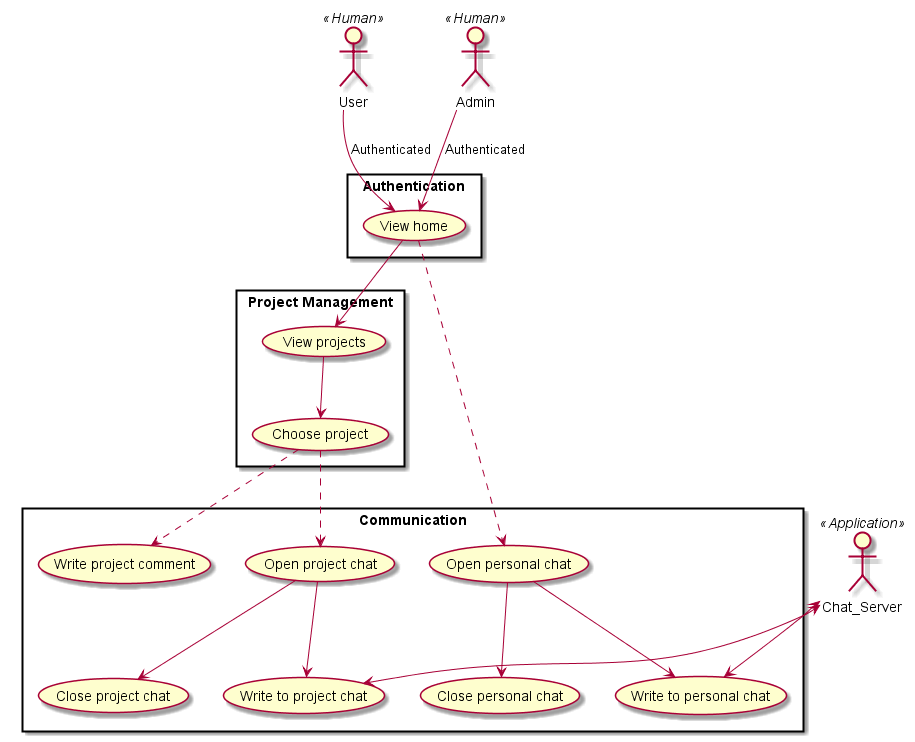 «Human» «Human»
User Admin
Authenticated Authenticated
Authentication
View home
Project Management
View projects
Choose project
Communication
«Application»
Write project comment Open project chat Open personal chat
Chat_Server
Close project chat Write to project chat Close personal chat Write to personal chat